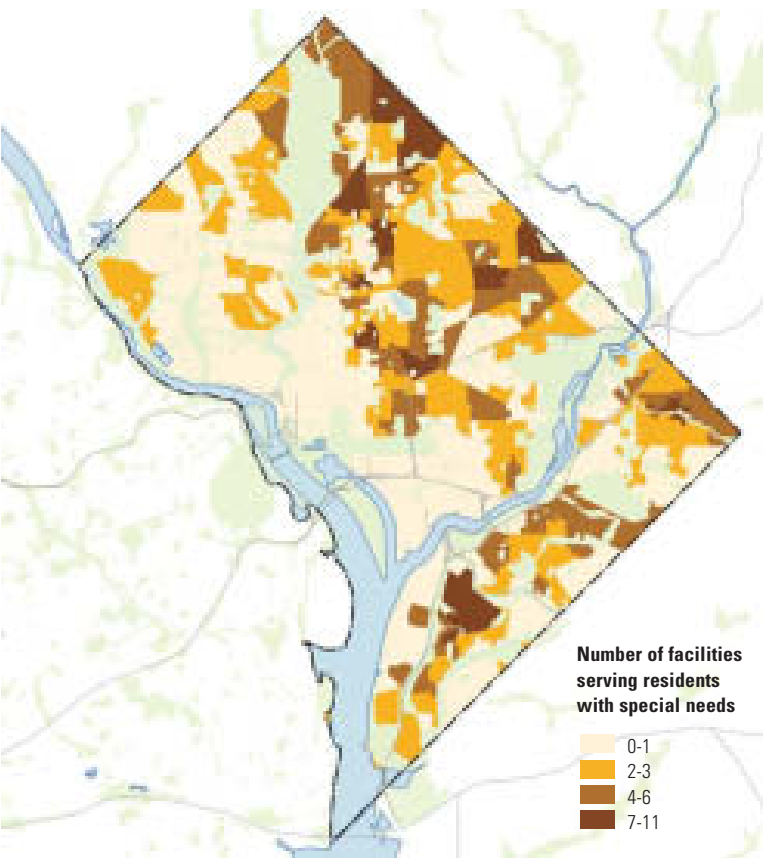 Number of facilities
serving residents
with special needs
0-1
2-3
4-6
7-11